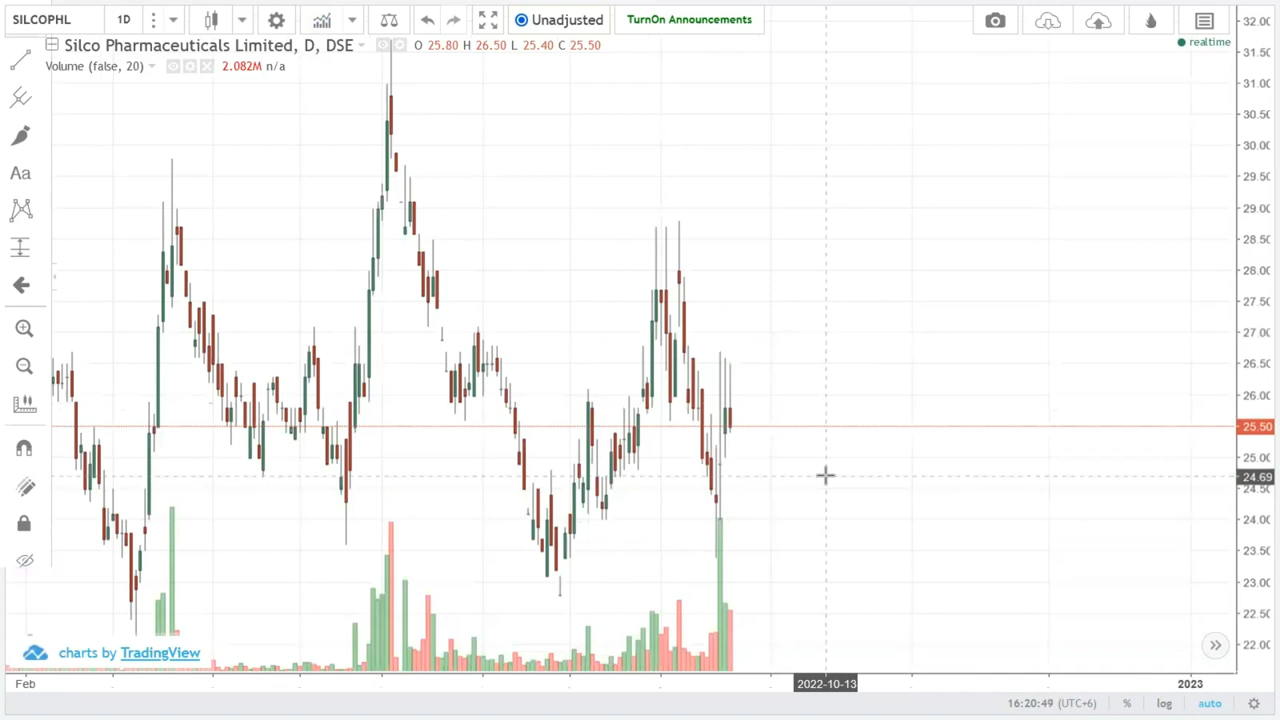 SILCOPHL 1D Unadjusted TurnOn Announcements
Silco Pharmaceuticals Limited, D, DSE O 25.80 H 26.50 L 25.40 C 25.50
realtime
Volume (false, 20) 2.082M n/a
Aa
32.00
31.50
31.00
30.50
30.00
29.50
29.00
28.50
28.00
27.50
27.00
26.50
26.00
25.50
25.00
24.69
24.50
24.00
23.50
23.00
22.50
22.00
charts by TradingView
Feb 2022-10-13 2023
16:20:49 (UTC+6) % log auto